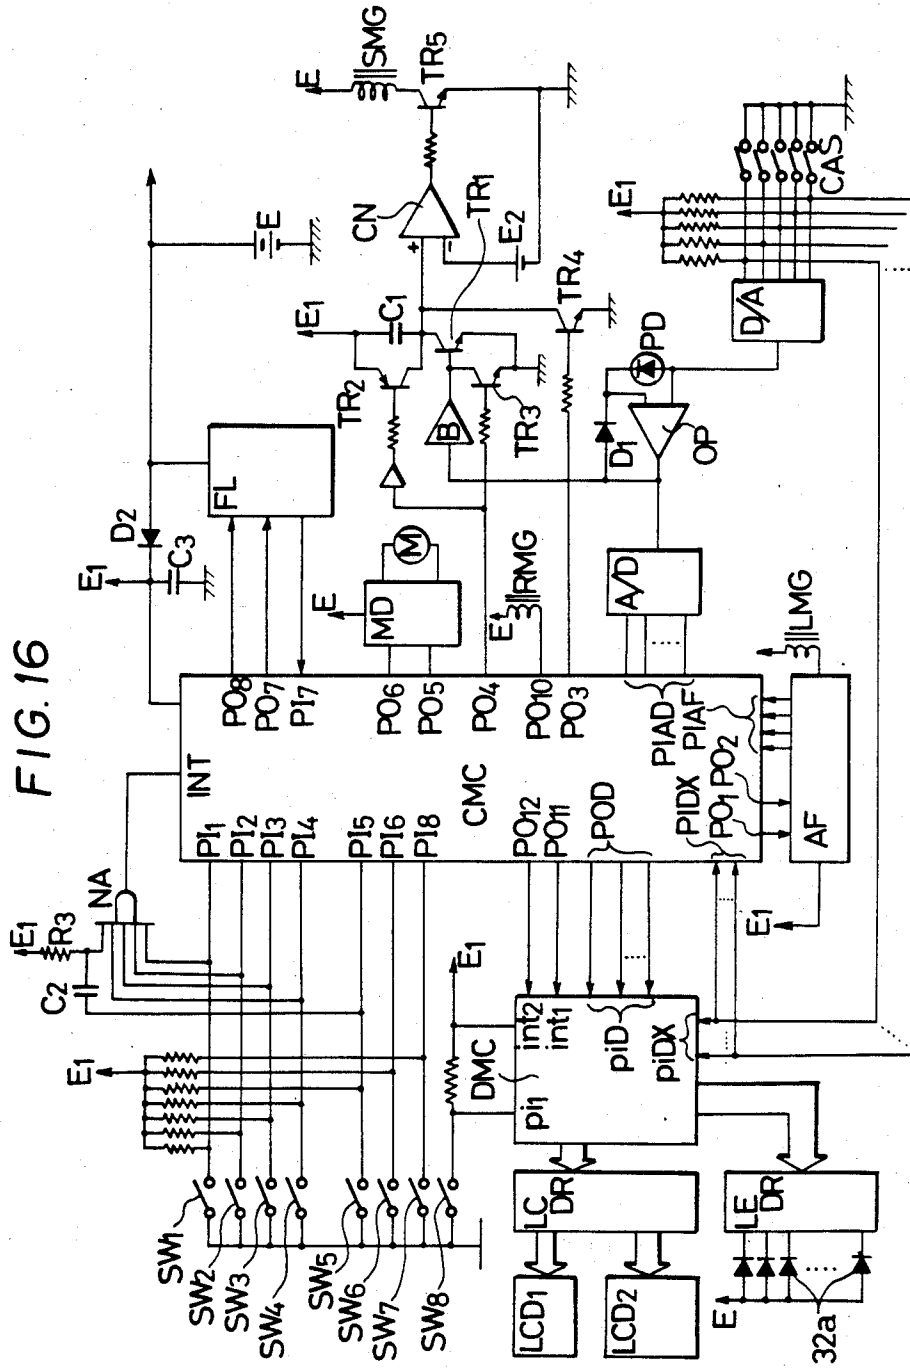 FIG. 16
E1
E1
R3
C2
NA
SW1
SW2
SW3
SW4
SW5
SW6
SW7
SW8
E1
INT
CMC
PI1
PI2
PI3
PI4
PI5
PI6
PI8
PO12
PO11
POD
PIDX
PO1
PO2
PO8
PO7
PI7
PO6
PO5
PO4
PO10
PO3
PIAD
PIAF
DMC
int2
int1
piD
piDX
pi1
LC DR
LCD1
LCD2
LE DR
E
32a
AF
E1
LMG
E1
D2
C3
FL
E
E
MD
M
E
RMG
A/D
TR2
E1
C1
B
TR3
TR1
CN
+
-
E2
E
SMG
TR5
TR4
D1
PD
OP
D/A
E1
CAS